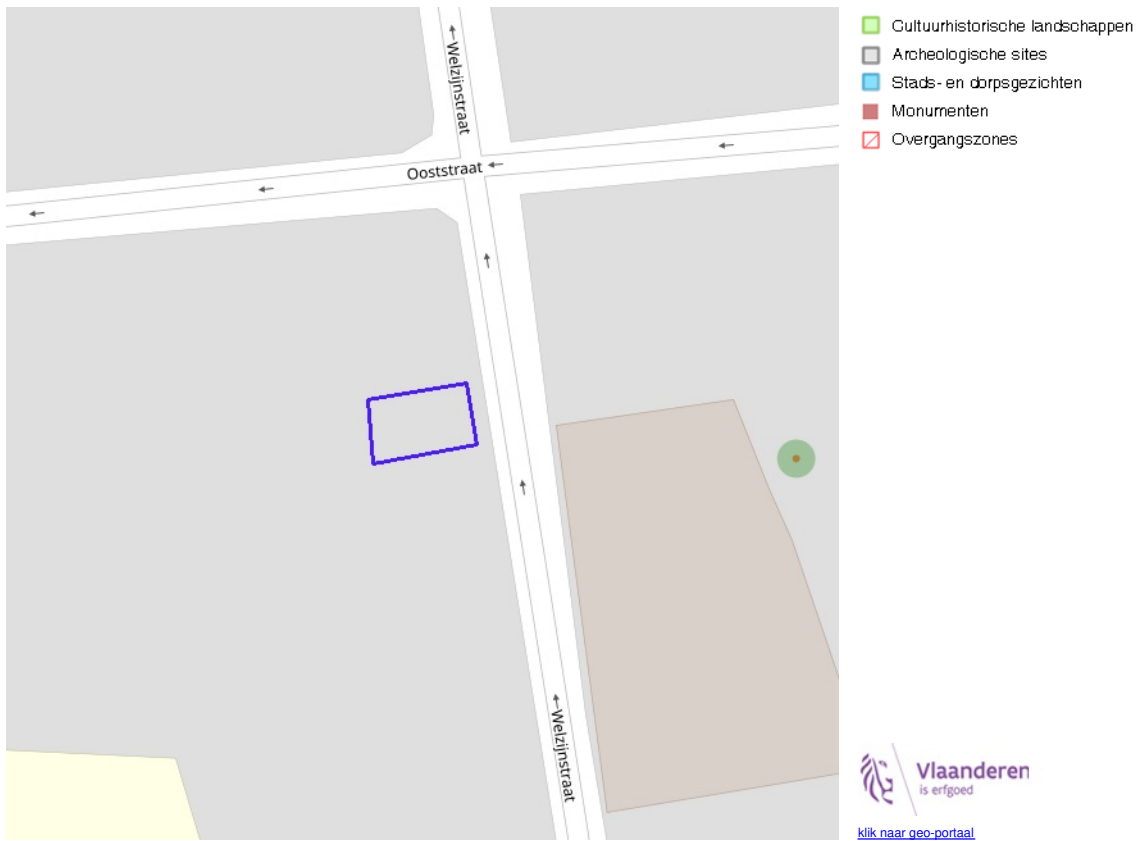 Welzijnstraat
Ooststraat
Welzijnstraat
Cultuurhistorische landschappen
Archeologische sites
Stads- en dorpsgezichten
Monumenten
Overgangszones
Vlaanderen
is erfgoed
klik naar geo-portaal